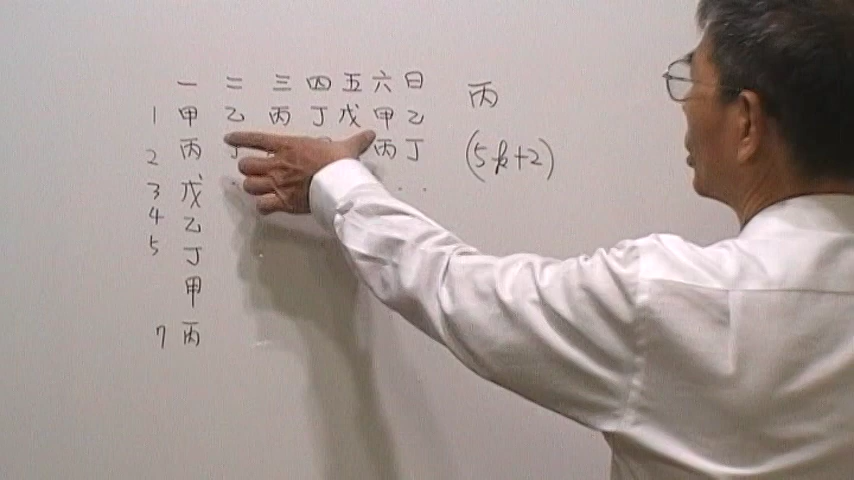 一 二 三 四 五 六 日 丙
1 甲 乙 丙 丁 戊 甲 乙
2 丙 丁 丙 丁 (5k+2)
3 戊
4 乙
5 丁
甲
7 丙